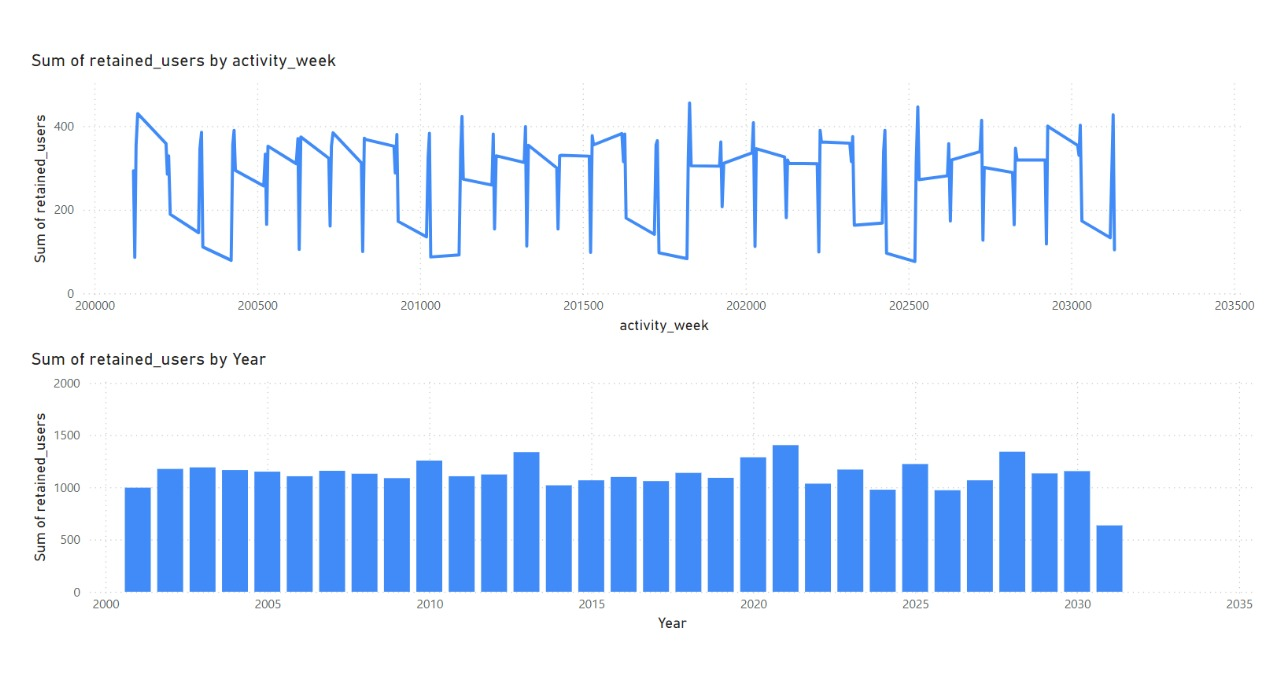 Sum of retained_users by activity_week
Sum of retained_users
400
200
0
200000 200500 201000 201500 202000 202500 203000 203500
activity_week
Sum of retained_users by Year
Sum of retained_users
2000
1500
1000
500
0
2000 2005 2010 2015 2020 2025 2030 2035
Year